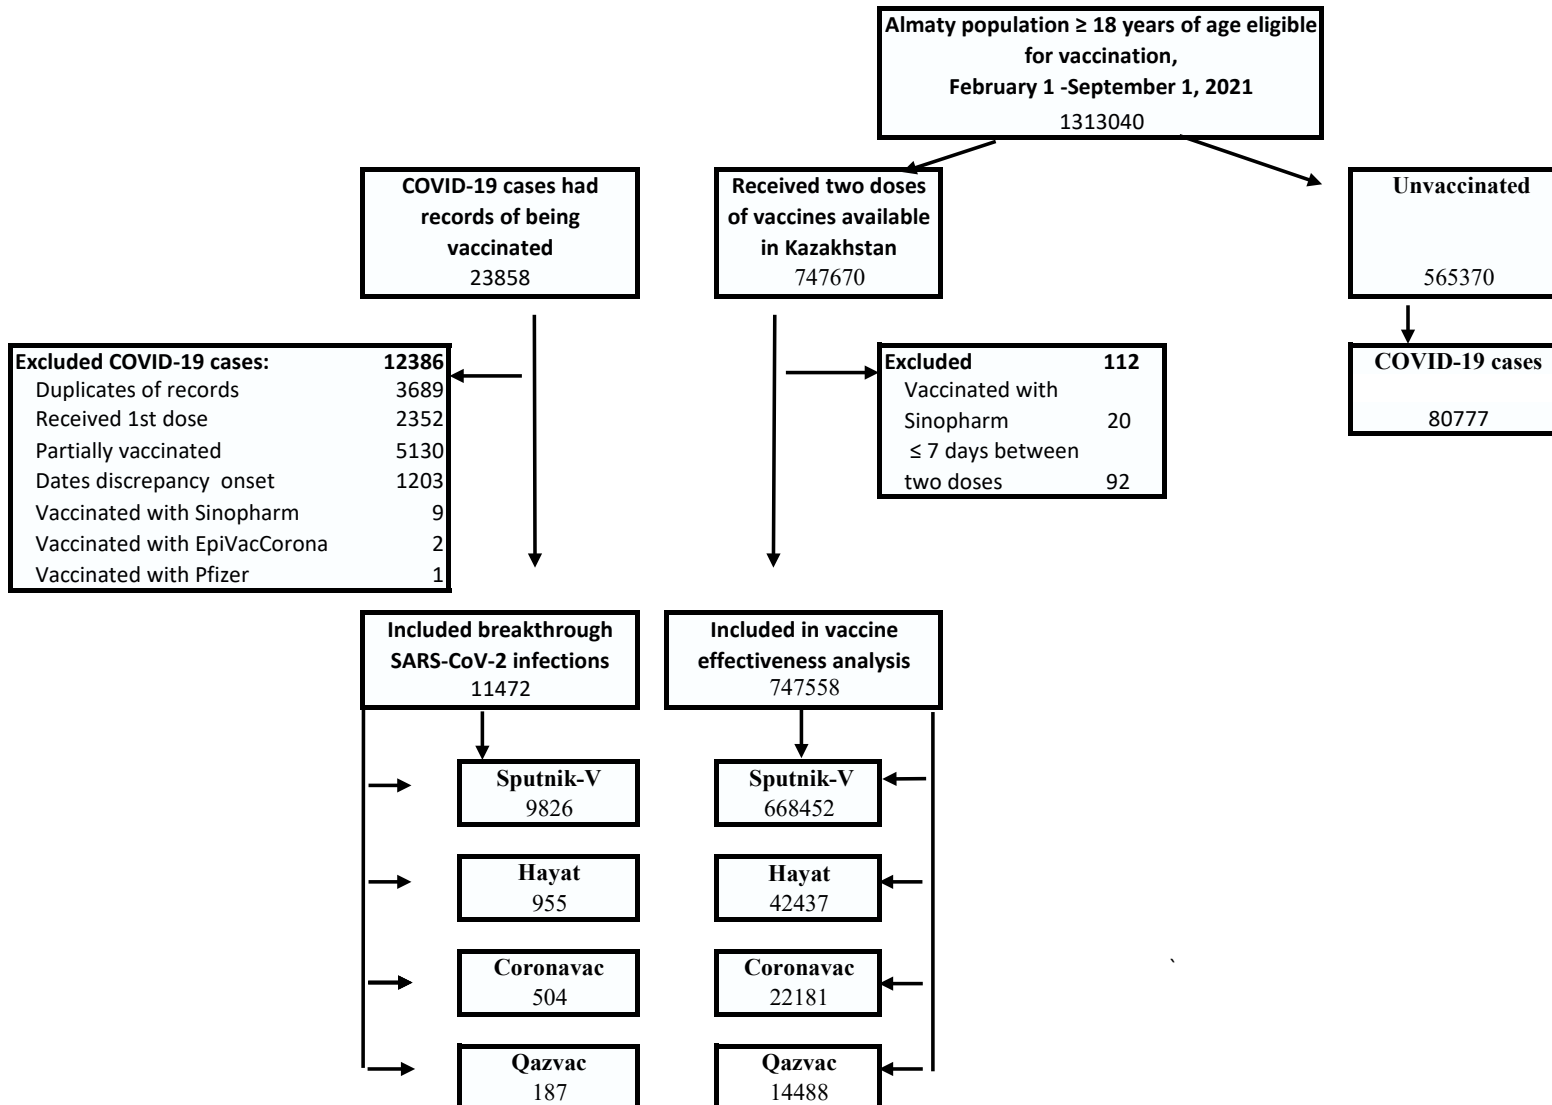 Almaty population ≥ 18 years of age eligible
for vaccination,
February 1 -September 1, 2021
1313040
COVID-19 cases had
records of being
vaccinated
23858
Received two doses
of vaccines available
in Kazakhstan
747670
Unvaccinated
565370
Excluded COVID-19 cases: 12386
Duplicates of records 3689
Received 1st dose 2352
Partially vaccinated 5130
Dates discrepancy onset 1203
Vaccinated with Sinopharm 9
Vaccinated with EpiVacCorona 2
Vaccinated with Pfizer 1
Excluded 112
Vaccinated with
Sinopharm 20
≤ 7 days between
two doses 92
COVID-19 cases
80777
Included breakthrough
SARS-CoV-2 infections
11472
Included in vaccine
effectiveness analysis
747558
Sputnik-V
9826
Sputnik-V
668452
Hayat
955
Hayat
42437
Coronavac
504
Coronavac
22181
`
Qazvac
187
Qazvac
14488